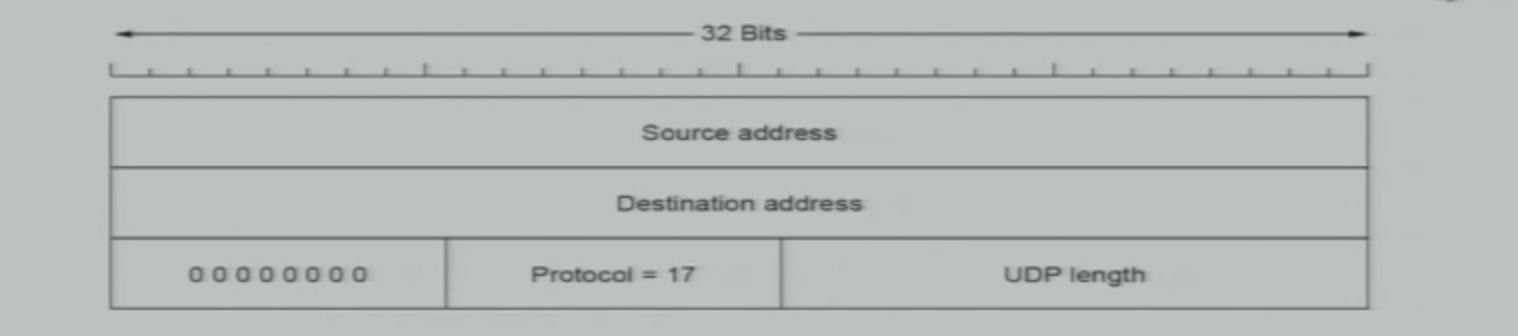 32 Bits
Source address
Destination address
0 0 0 0 0 0 0 0 Protocol = 17 UDP length